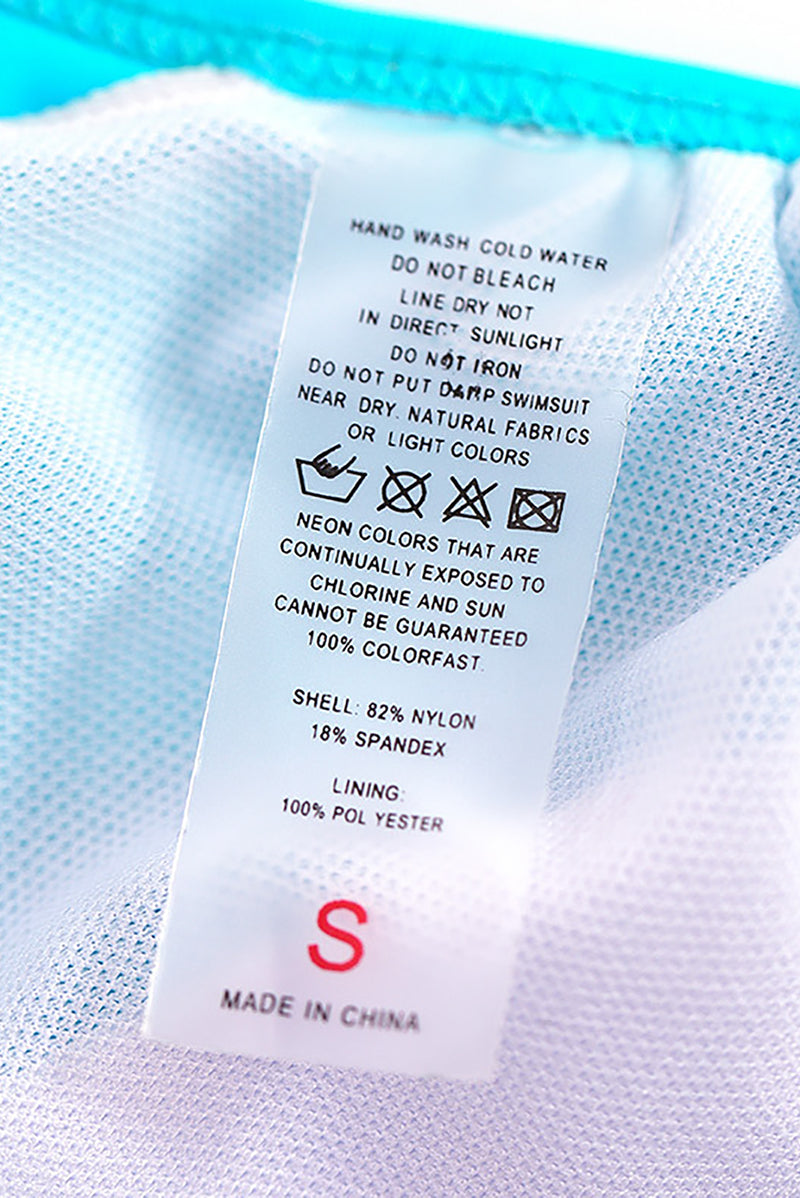 HAND WASH COLD WATER
DO NOT BLEACH
LINE DRY NOT
IN DIRECT SUNLIGHT
DO NOT IRON
DO NOT PUT DAMP SWIMSUIT
NEAR DRY. NATURAL FABRICS
OR LIGHT COLORS
NEON COLORS THAT ARE
CONTINUALLY EXPOSED TO
CHLORINE AND SUN
CANNOT BE GUARANTEED
100% COLORFAST.
SHELL: 82% NYLON
18% SPANDEX
LINING:
100% POL YESTER
S
MADE IN CHINA